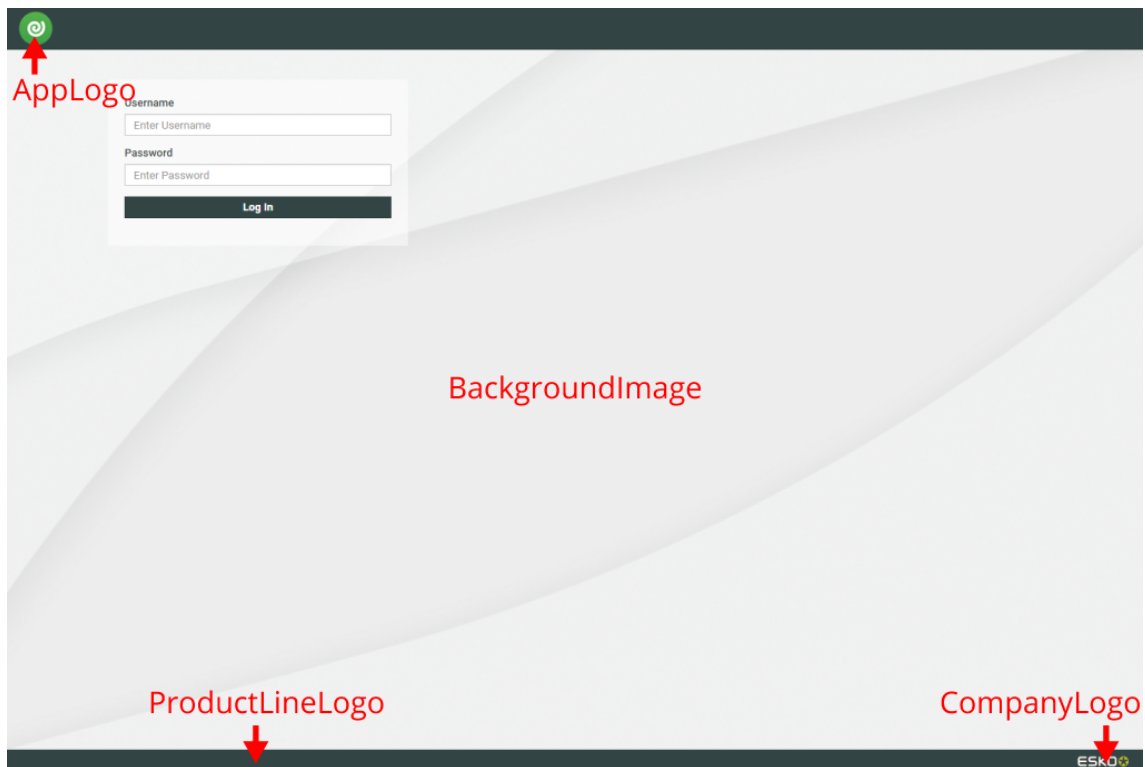 AppLogo
Username
Enter Username
Password
Enter Password
Log In
BackgroundImage
ProductLineLogo
CompanyLogo
ESKO